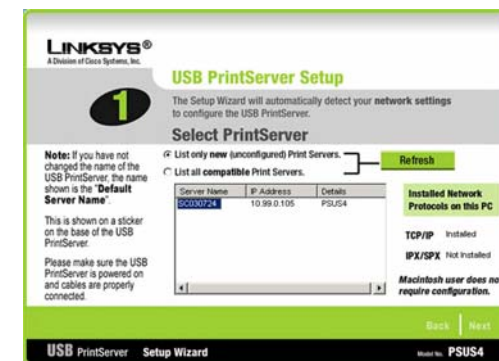 LINKSYS®
A Division of Cisco Systems, Inc.
USB PrintServer Setup
1
The Setup Wizard will automatically detect your network settings
to configure the USB PrintServer.
Select PrintServer
Note: If you have not
changed the name of the
USB PrintServer, the name
shown is the "Default
Server Name".
This is shown on a sticker
on the base of the USB
PrintServer.
Please make sure the USB
PrintServer is powered on
and cables are properly
connected.
List only new (unconfigured) Print Servers.
List all compatible Print Servers.
Refresh
Server Name IP Address Details
SC030724 10.99.0.105 PSUS4
Installed Network
Protocols on this PC
TCP/IP Installed
IPX/SPX Not Installed
Macintosh user does no
require configuration.
Back Next
USB PrintServer Setup Wizard Model No. PSUS4